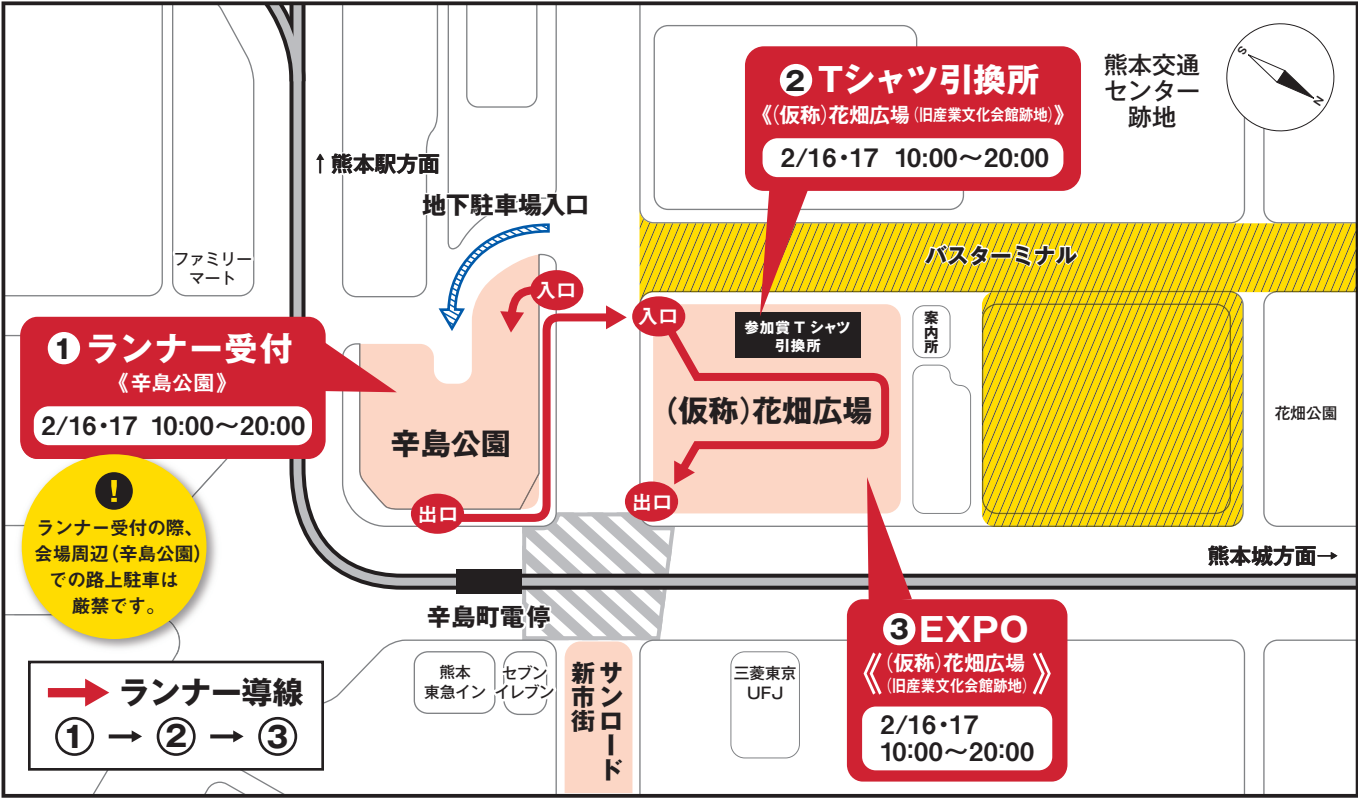 ②Tシャツ引換所
《(仮称)花畑広場(旧産業文化会館跡地)》
2/16・17 10:00〜20:00
熊本交通
センター
跡地
S
N
↑熊本駅方面
地下駐車場入口
ファミリー
マート
バスターミナル
入口
入口
参加賞Tシャツ
引換所
案内所
①ランナー受付
《辛島公園》
2/16・17 10:00〜20:00
辛島公園
(仮称)花畑広場
花畑公園
出口
出口
!
ランナー受付の際、
会場周辺(辛島公園)
での路上駐車は
厳禁です。
熊本城方面→
辛島町電停
③EXPO
《(仮称)花畑広場
(旧産業文化会館跡地)》
2/16・17
10:00〜20:00
熊本
東急イン
セブン
イレブン
サンロード
新市街
三菱東京
UFJ
→ ランナー導線
① → ② → ③